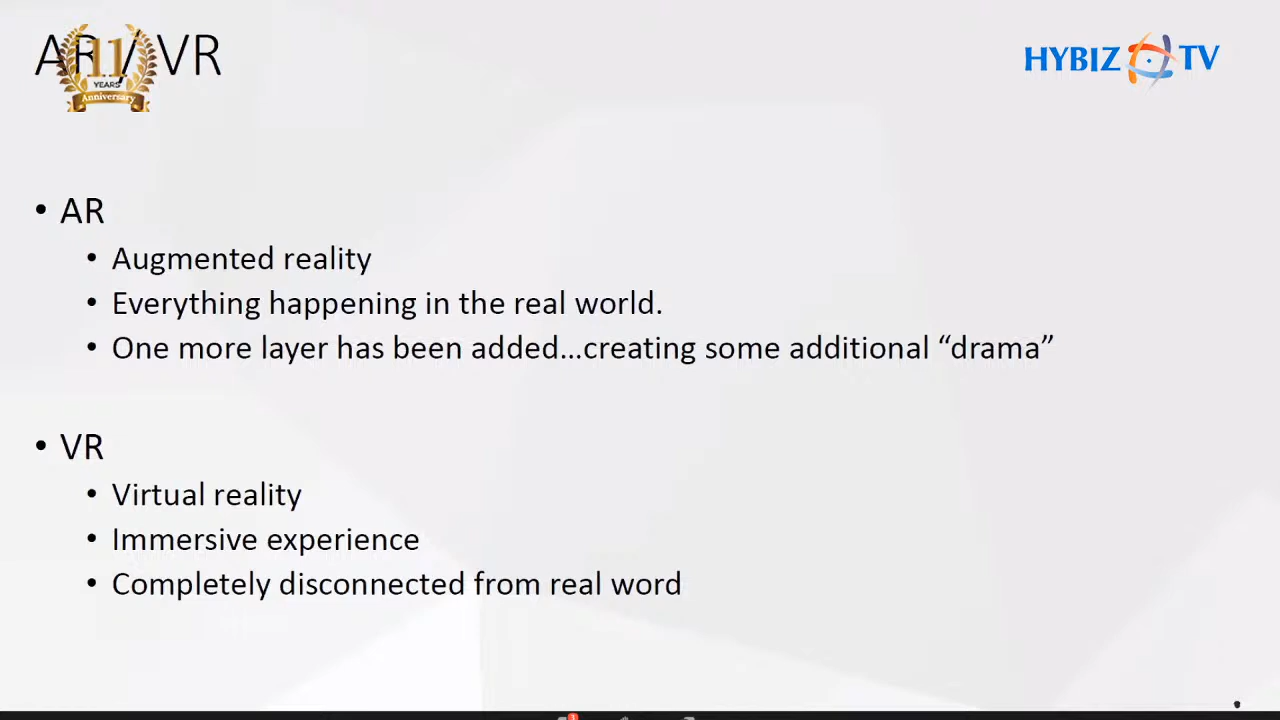 AR / VR
11
YEARS
Anniversary
HYBIZ TV
• AR
• Augmented reality
• Everything happening in the real world.
• One more layer has been added...creating some additional “drama”
• VR
• Virtual reality
• Immersive experience
• Completely disconnected from real word